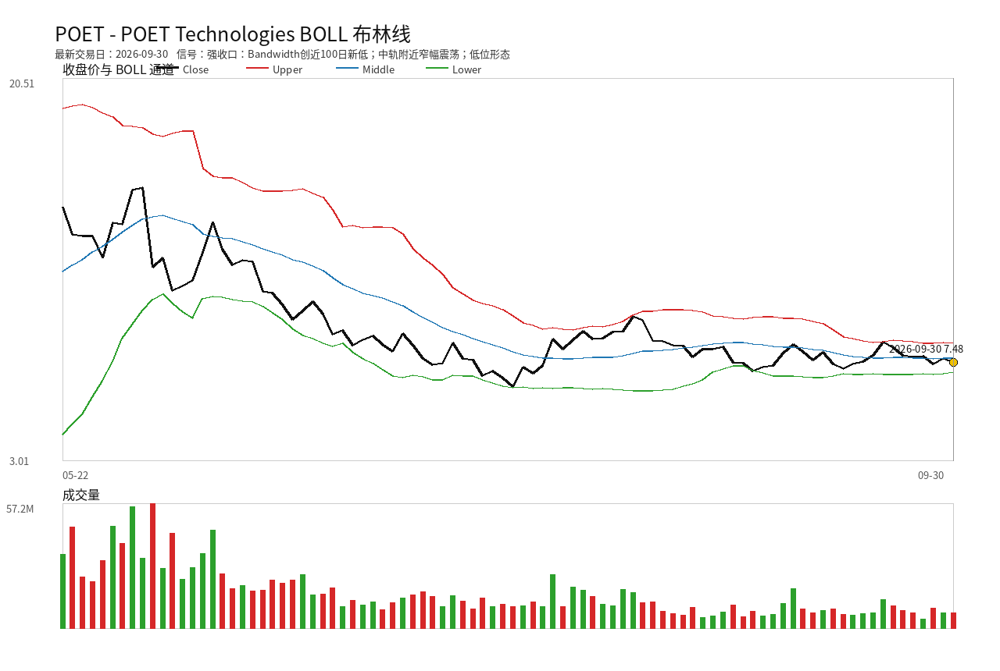 POET - POET Technologies BOLL 布林线
最新交易日：2026-09-30 信号：强收口：Bandwidth创近100日新低；中轨附近窄幅震荡；低位形态
收盘价与 BOLL 通道 Close Upper Middle Lower
20.51
2026-09-30 7.48
3.01
05-22 09-30
成交量
57.2M